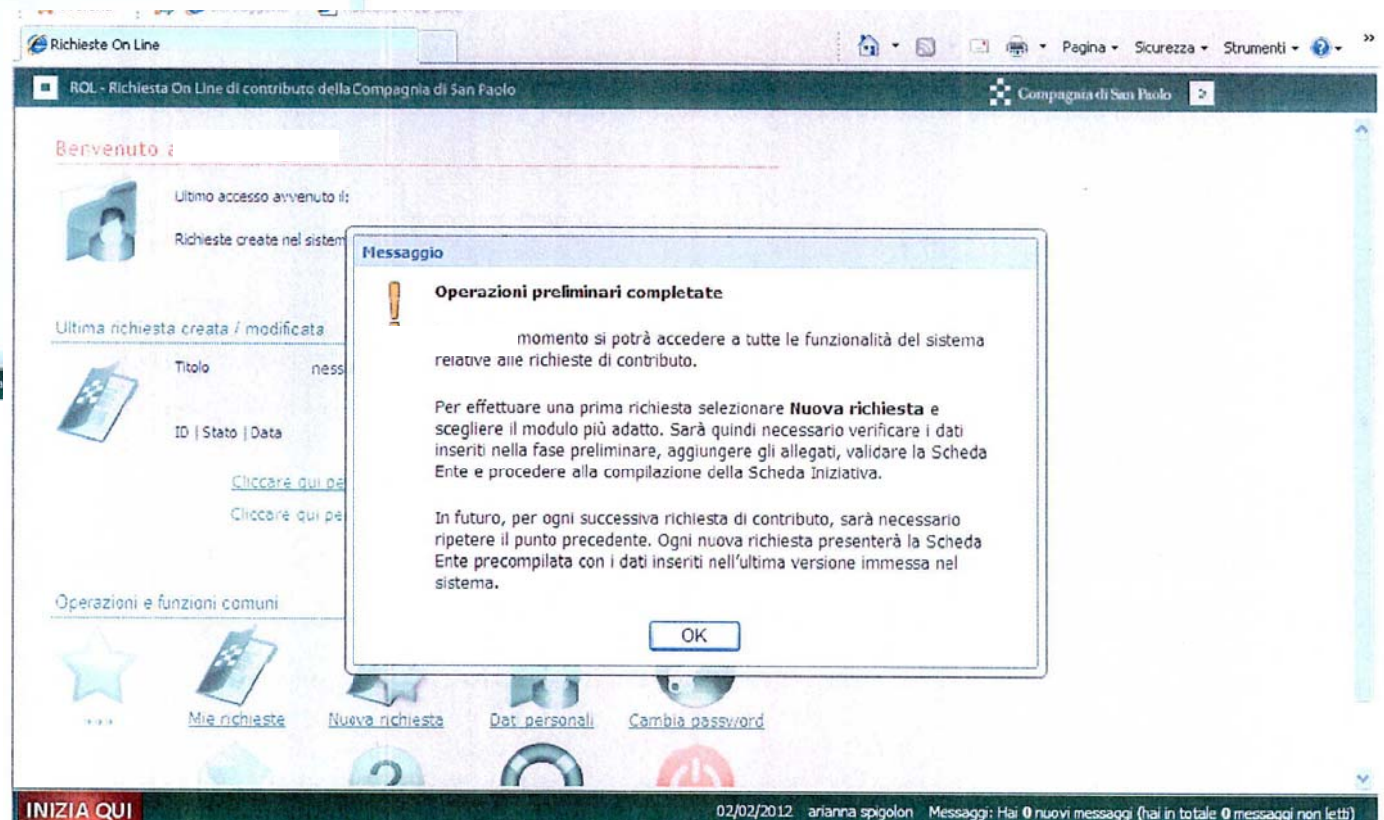 Richieste On Line
Pagina Sicurezza Strumenti
ROL - Richiesta On Line di contributo della Compagnia di San Paolo
Compagnia di San Paolo
Benvenuto a
Ultimo accesso avvenuto il:
Richieste create nel sistem
Messaggio
Operazioni preliminari completate
momento si potrà accedere a tutte le funzionalità del sistema
relative alle richieste di contributo.
Ultima richiesta creata / modificata
Titolo ness
ID | Stato | Data
Per effettuare una prima richiesta selezionare Nuova richiesta e
scegliere il modulo più adatto. Sarà quindi necessario verificare i dati
inseriti nella fase preliminare, aggiungere gli allegati, validare la Scheda
Ente e procedere alla compilazione della Scheda Iniziativa.
Cliccare qui pe
Cliccare qui per
In futuro, per ogni successiva richiesta di contributo, sarà necessario
ripetere il punto precedente. Ogni nuova richiesta presenterà la Scheda
Ente precompilata con i dati inseriti nell'ultima versione immessa nel
sistema.
OK
Operazioni e funzioni comuni
...
Mie richieste
Nuova richiesta
Dat personali
Cambia password
INIZIA QUI
02/02/2012 arianna spigolon Messaggi: Hai 0 nuovi messaggi (hai in totale 0 messaggi non letti)